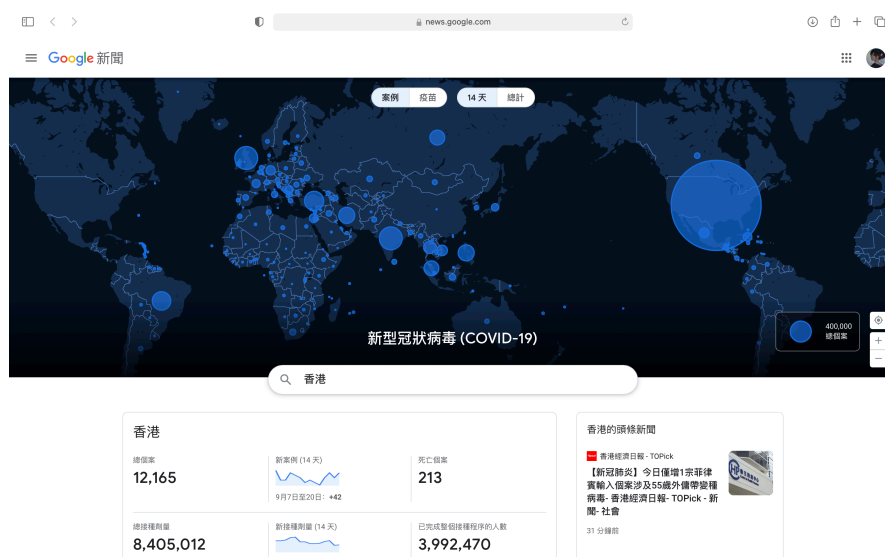 news.google.com
Google 新聞
案例 疫苗 14 天 總計
新型冠狀病毒 (COVID-19)
400,000
總個案
香港
香港
總個案
12,165
新案例 (14 天)
9月7日至20日： +42
死亡個案
213
總接種劑量
8,405,012
新接種劑量 (14 天)
已完成整個接種程序的人數
3,992,470
香港的頭條新聞
香港經濟日報 - TOPick
【新冠肺炎】今日僅增1宗菲律
賓輸入個案涉及55歲外傭帶變種
病毒- 香港經濟日報- TOPick - 新
聞- 社會
31 分鐘前